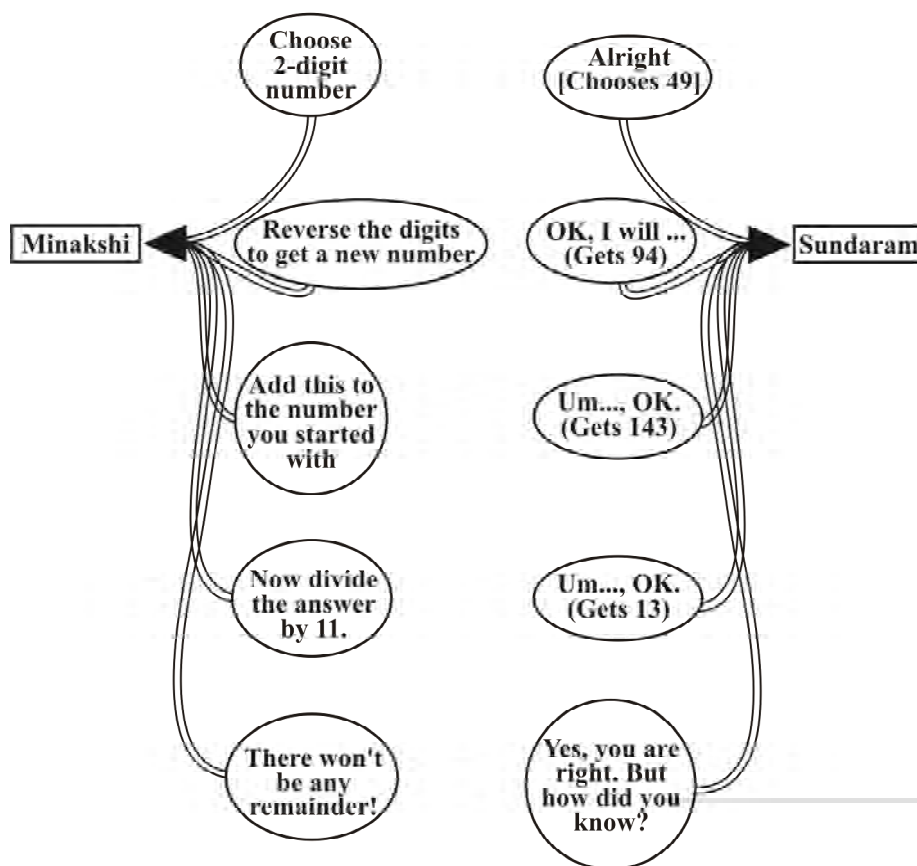 Choose
2-digit
number
Alright
[Chooses 49]
Minakshi
Reverse the digits
to get a new number
OK, I will ...
(Gets 94)
Sundaram
Add this to
the number
you started
with
Um..., OK.
(Gets 143)
Now divide
the answer
by 11.
Um..., OK.
(Gets 13)
There won't
be any
remainder!
Yes, you are
right. But
how did you
know?